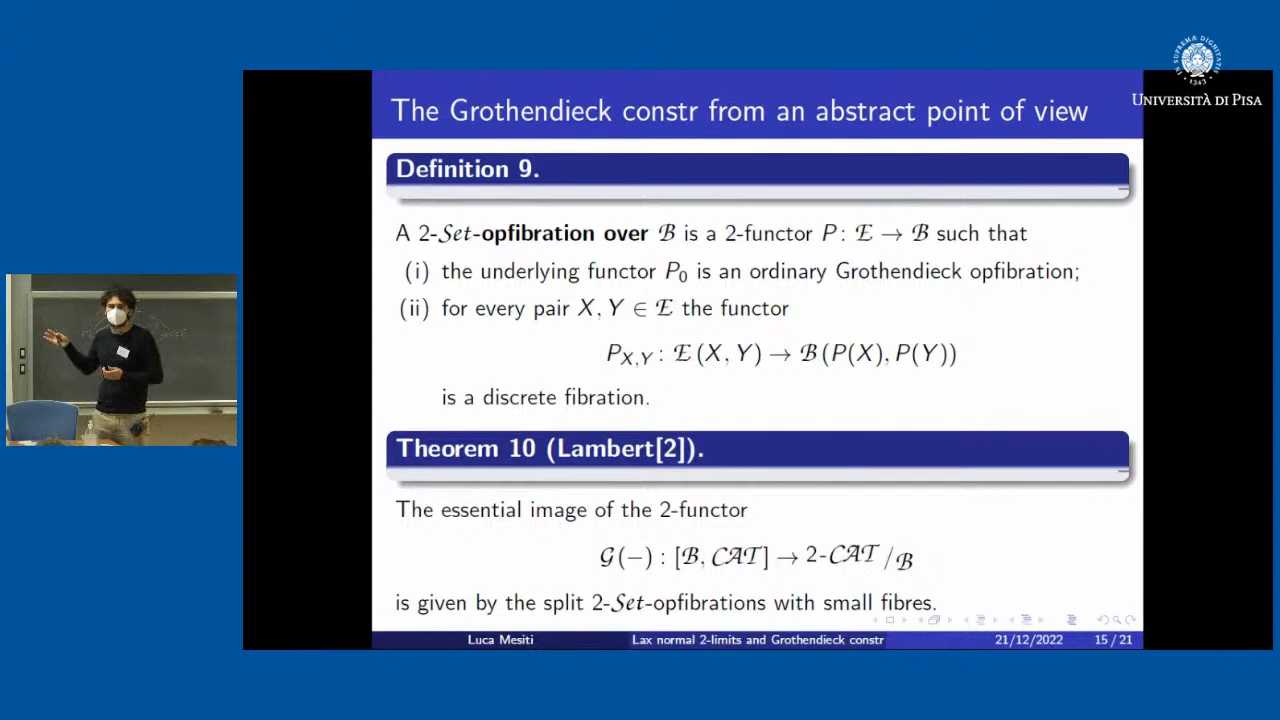 IN SUPREMÆ DIGNITATIS
1343
UNIVERSITÀ DI PISA
The Grothendieck constr from an abstract point of view
Definition 9.
A 2-𝒮et-opfibration over ℬ is a 2-functor P: ℰ → ℬ such that
(i) the underlying functor P₀ is an ordinary Grothendieck opfibration;
(ii) for every pair X, Y ∈ ℰ the functor
P_{X,Y}: ℰ(X, Y) → ℬ(P(X), P(Y))
is a discrete fibration.
Theorem 10 (Lambert[2]).
The essential image of the 2-functor
𝒢(−) : [ℬ, 𝒞𝒜𝒯] → 2-𝒞𝒜𝒯/ℬ
is given by the split 2-𝒮et-opfibrations with small fibres.
Luca Mesiti Lax normal 2-limits and Grothendieck constr 21/12/2022 15 / 21